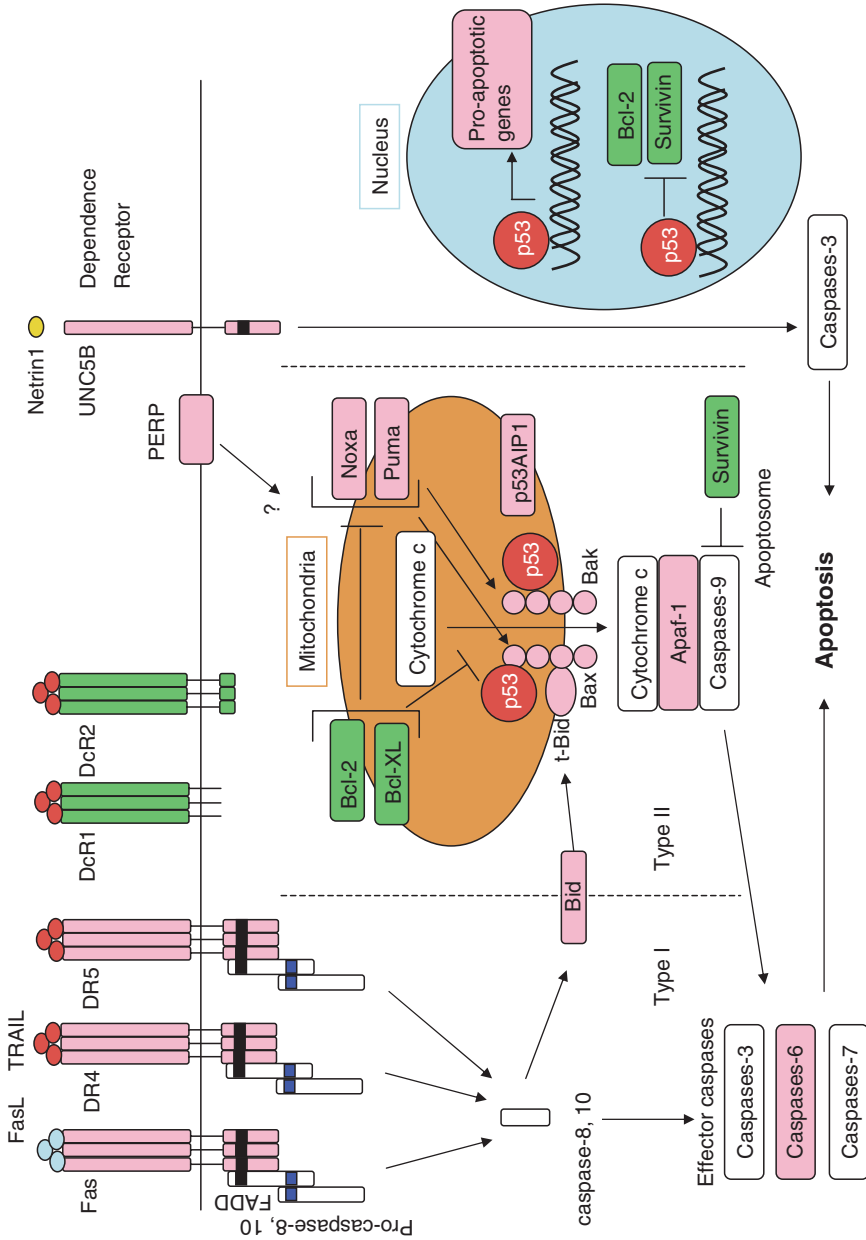 FasL
TRAIL
Netrin1
Fas
DR4
DR5
DcR1
DcR2
PERP
UNC5B
Dependence
Receptor
FADD
Pro-caspase-8, 10
?
Mitochondria
Bcl-2
Bcl-XL
Noxa
Puma
Cytochrome c
p53
p53
p53AIP1
t-Bid
Bax
Bak
Bid
Type I
Type II
caspase-8, 10
Cytochrome c
Apaf-1
Caspases-9
Apoptosome
Survivin
Effector caspases
Caspases-3
Caspases-6
Caspases-7
Apoptosis
Caspases-3
Nucleus
p53
Pro-apoptotic
genes
p53
Bcl-2
Survivin